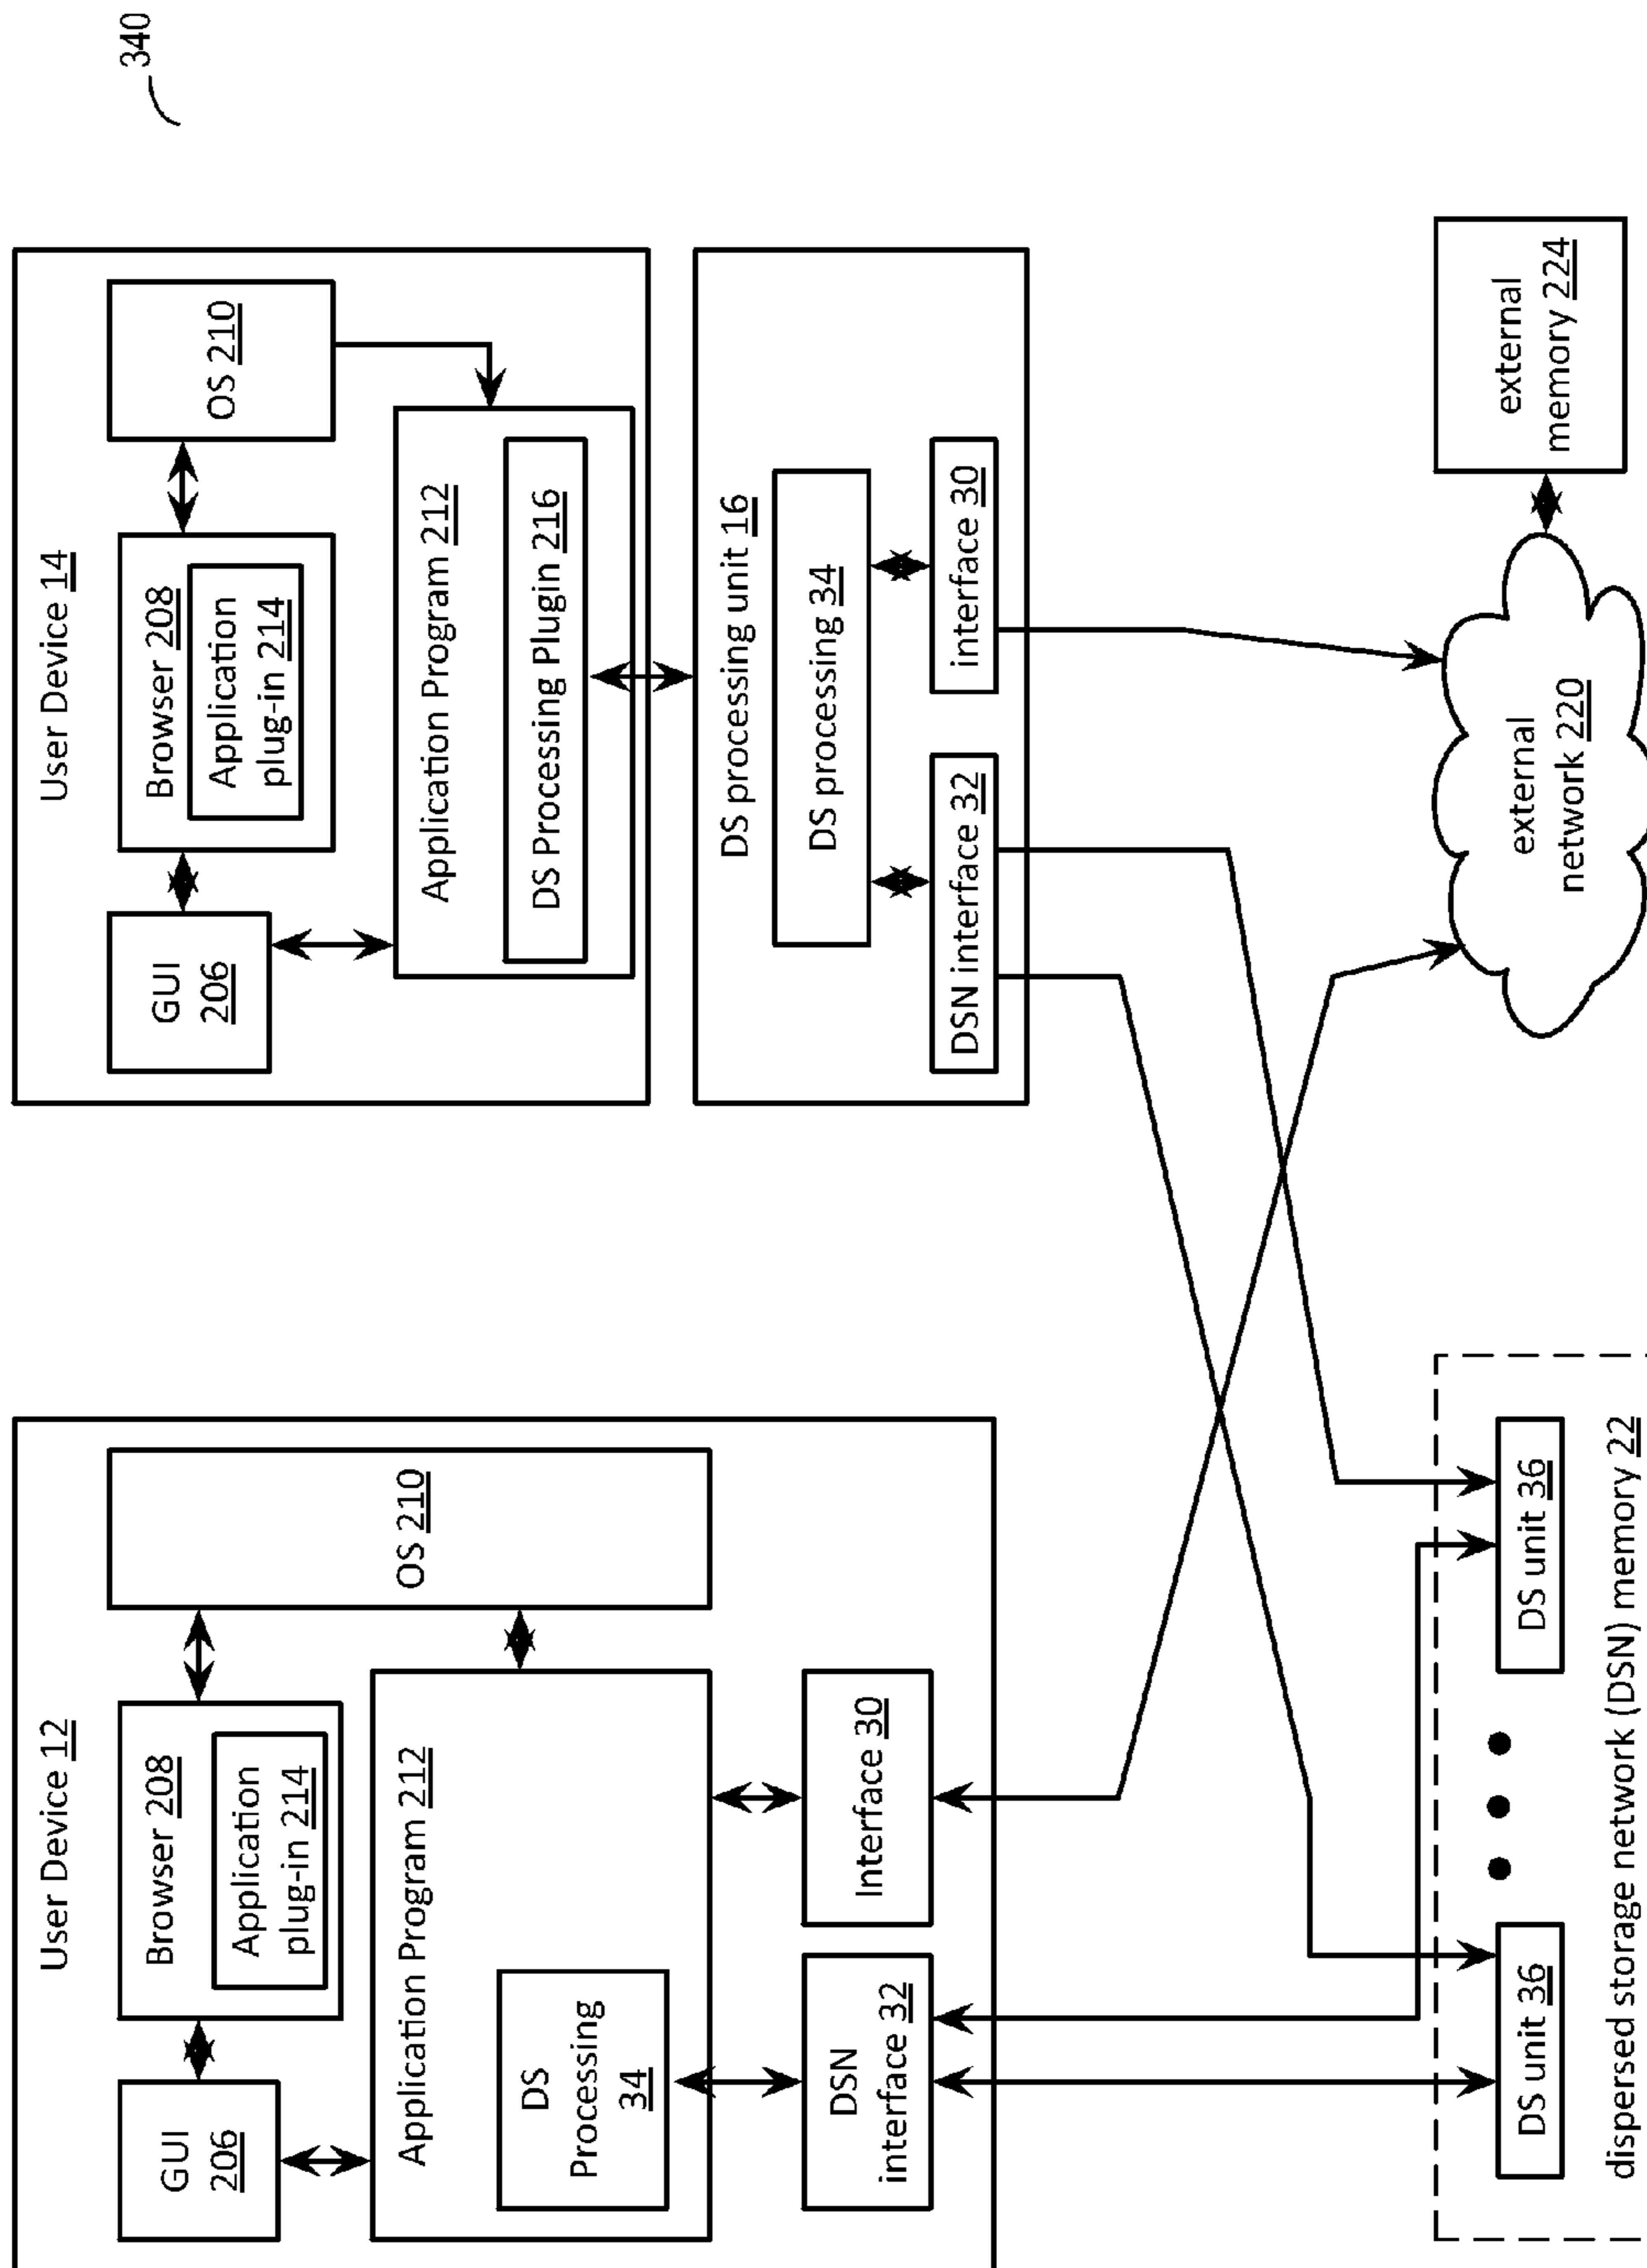 340
User Device 12
GUI
206
Browser 208
Application
plug-in 214
OS 210
Application Program 212
DS
Processing
34
DSN
interface 32
Interface 30
User Device 14
GUI
206
Browser 208
Application
plug-in 214
OS 210
Application Program 212
DS Processing Plugin 216
DS processing unit 16
DS processing 34
DSN interface 32
interface 30
DS unit 36
DS unit 36
dispersed storage network (DSN) memory 22
external
network 220
external
memory 224